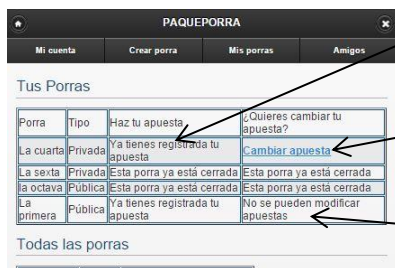 PAQUEPORRA
Mi cuenta Crear porra Mis porras Amigos
Tus Porras
Porra Tipo Haz tu apuesta ¿Quieres cambiar tu apuesta?
La cuarta Privada Ya tienes registrada tu apuesta Cambiar apuesta
La sexta Privada Esta porra ya está cerrada Esta porra ya está cerrada
la octava Pública Esta porra ya está cerrada Esta porra ya está cerrada
La primera Pública Ya tienes registrada tu apuesta No se pueden modificar apuestas
Todas las porras